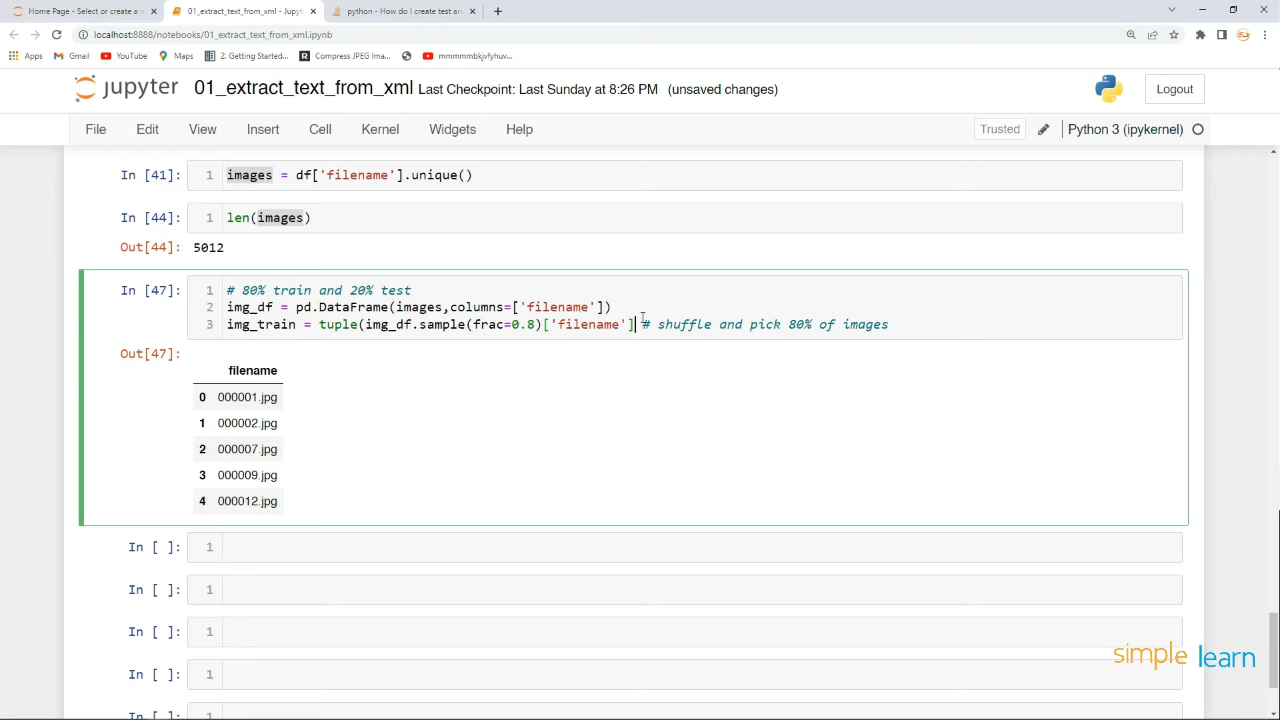 Home Page - Select or create a n
01_extract_text_from_xml - Jupyt
python - How do I create test an
localhost:8888/notebooks/01_extract_text_from_xml.ipynb
Apps Gmail YouTube Maps 2. Getting Started... Compress JPEG Ima... mmmmmbkjvfyhuv...
jupyter 01_extract_text_from_xml Last Checkpoint: Last Sunday at 8:26 PM (unsaved changes) Logout
File Edit View Insert Cell Kernel Widgets Help Trusted Python 3 (ipykernel)
In [41]: 1 images = df['filename'].unique()
In [44]: 1 len(images)
Out[44]: 5012
In [47]: 1 # 80% train and 20% test
2 img_df = pd.DataFrame(images,columns=['filename'])
3 img_train = tuple(img_df.sample(frac=0.8)['filename'] # shuffle and pick 80% of images
Out[47]:
filename
0 000001.jpg
1 000002.jpg
2 000007.jpg
3 000009.jpg
4 000012.jpg
In [ ]: 1
In [ ]: 1
In [ ]: 1
In [ ]: 1
In [ ]: 1
simplelearn